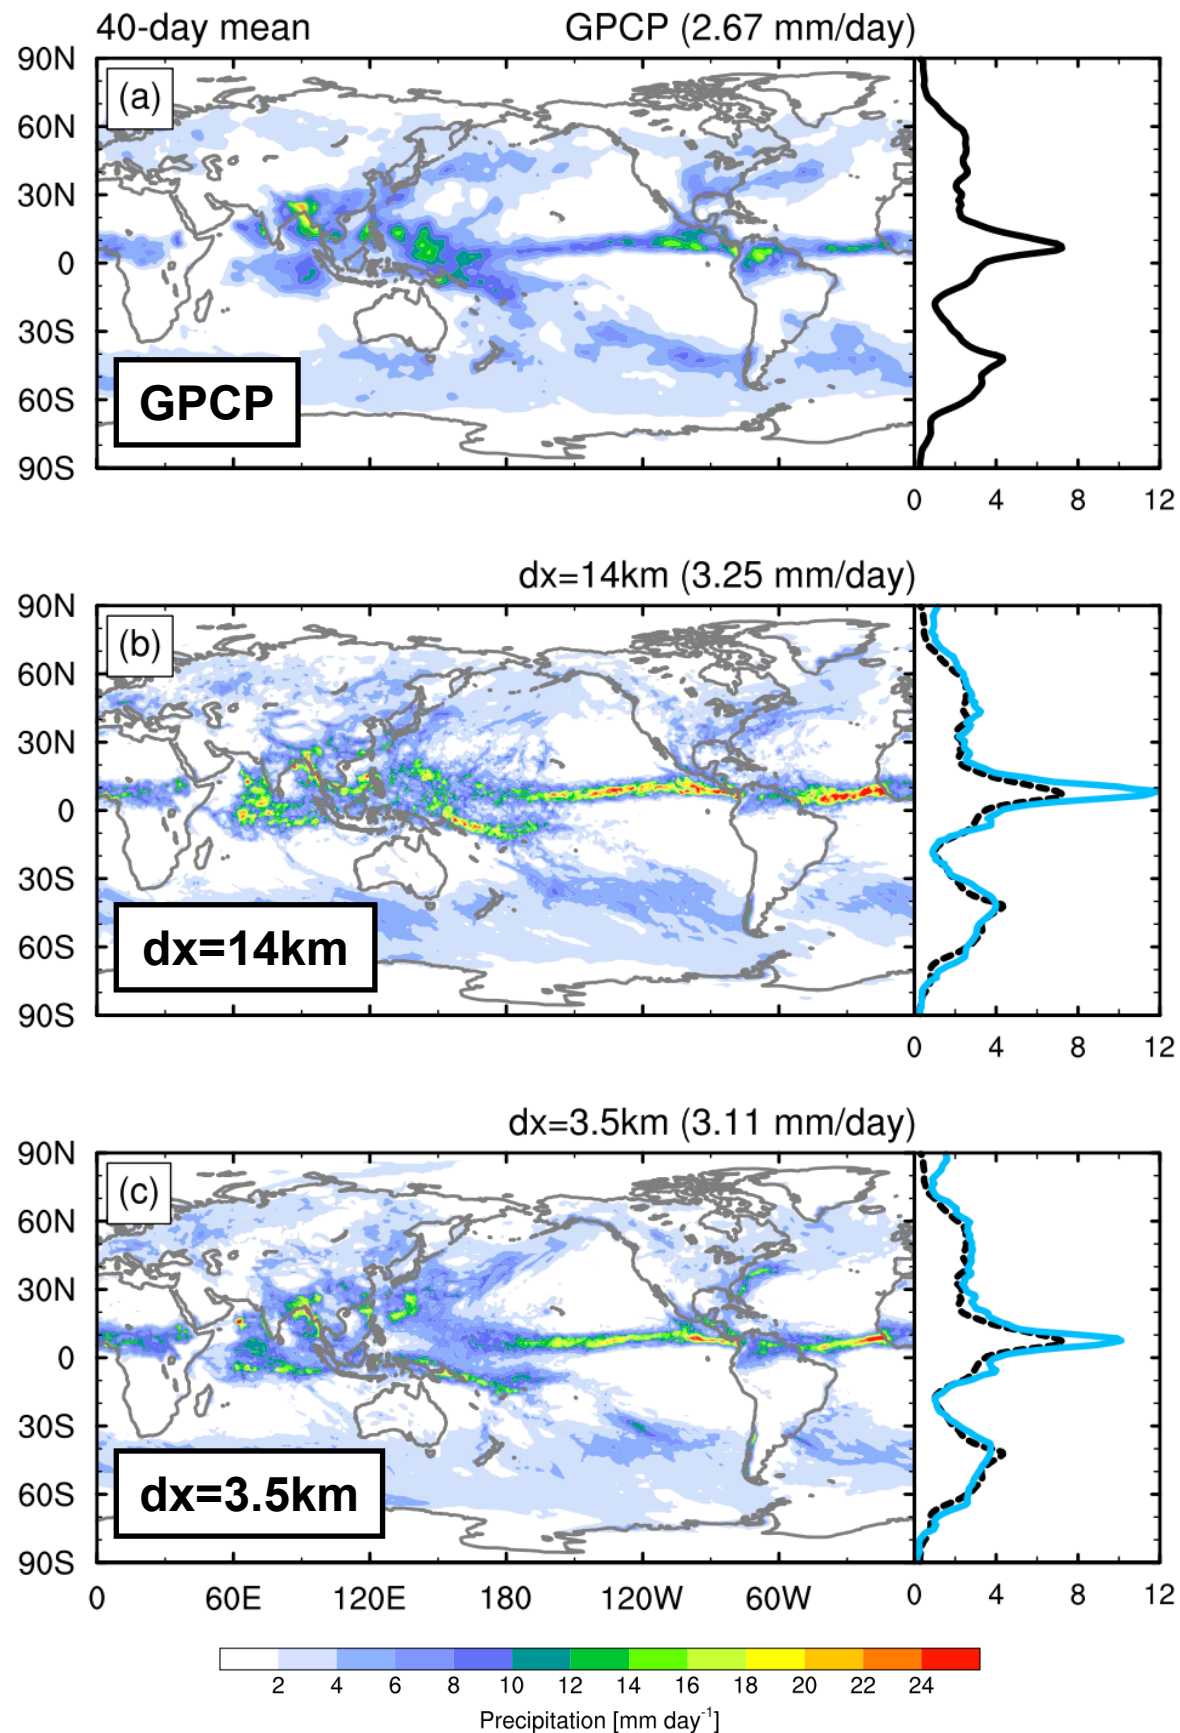 40-day mean GPCP (2.67 mm/day)
(a)
90N
60N
30N
0
30S
60S
90S
GPCP
0 4 8 12
dx=14km (3.25 mm/day)
(b)
90N
60N
30N
0
30S
60S
90S
dx=14km
0 4 8 12
dx=3.5km (3.11 mm/day)
(c)
90N
60N
30N
0
30S
60S
90S
dx=3.5km
0 60E 120E 180 120W 60W 0 4 8 12
2 4 6 8 10 12 14 16 18 20 22 24
Precipitation [mm day⁻¹]